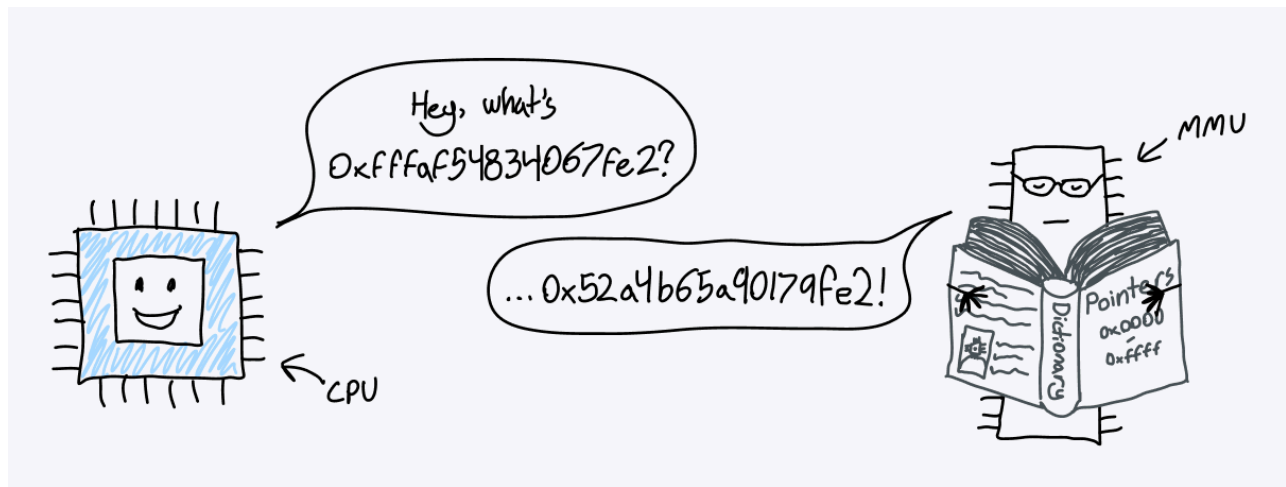 Hey, what's
0xfffaf54834067fe2?
MMU
...0x52a4b65a90179fe2!
Dictionary
Pointers
0x0000
-
0xffff
CPU